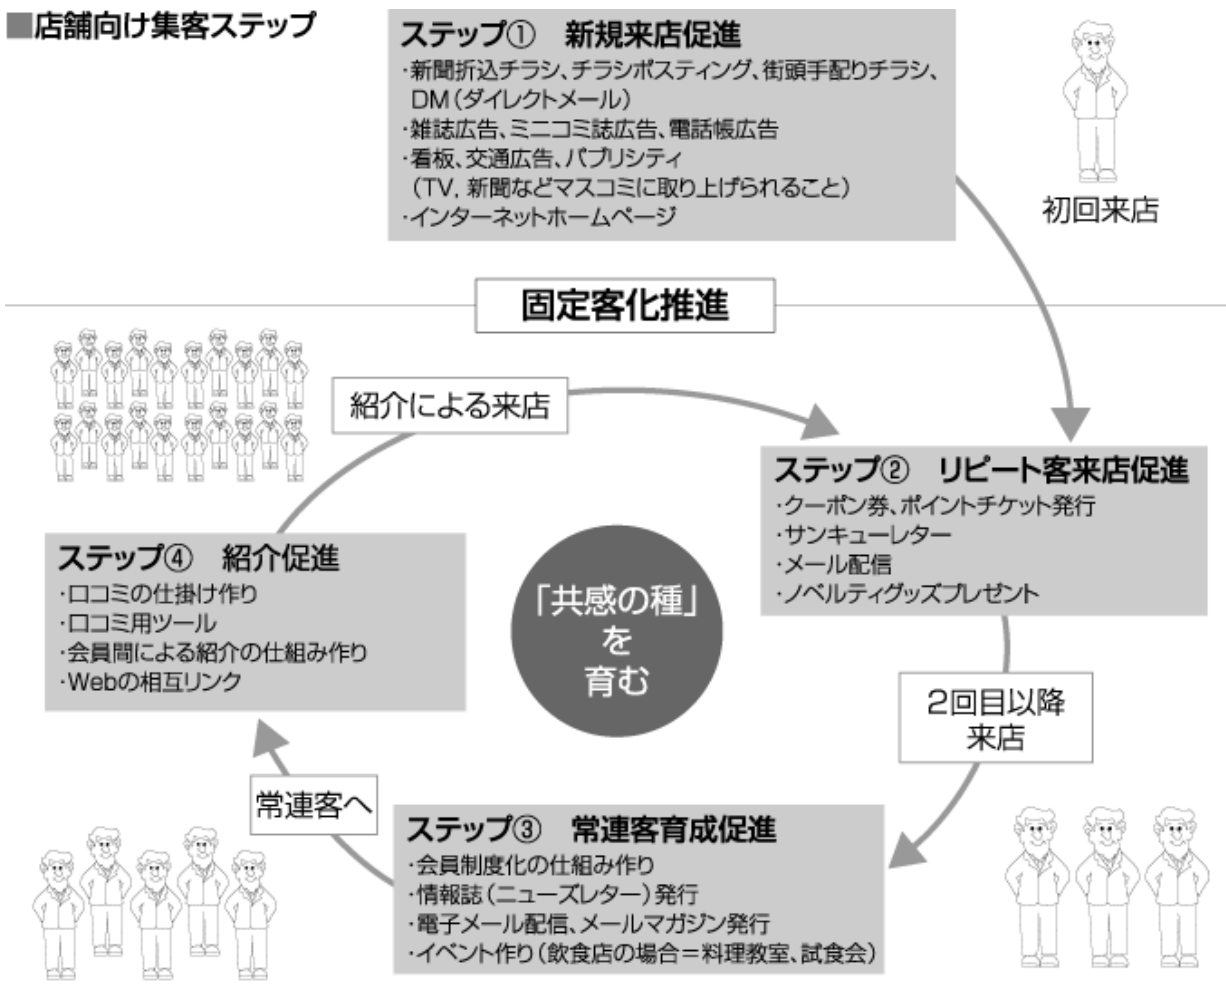 ■店舗向け集客ステップ
ステップ① 新規来店促進
・新聞折込チラシ、チラシポスティング、街頭手配りチラシ、
DM（ダイレクトメール）
・雑誌広告、ミニコミ誌広告、電話帳広告
・看板、交通広告、パブリシティ
（TV, 新聞などマスコミに取り上げられること）
・インターネットホームページ
初回来店
固定客化推進
紹介による来店
ステップ② リピート客来店促進
・クーポン券、ポイントチケット発行
・サンキューレター
・メール配信
・ノベルティグッズプレゼント
ステップ④ 紹介促進
・口コミの仕掛け作り
・口コミ用ツール
・会員間による紹介の仕組み作り
・Webの相互リンク
「共感の種」
を
育む
2回目以降
来店
常連客へ
ステップ③ 常連客育成促進
・会員制度化の仕組み作り
・情報誌（ニューズレター）発行
・電子メール配信、メールマガジン発行
・イベント作り（飲食店の場合＝料理教室、試食会）